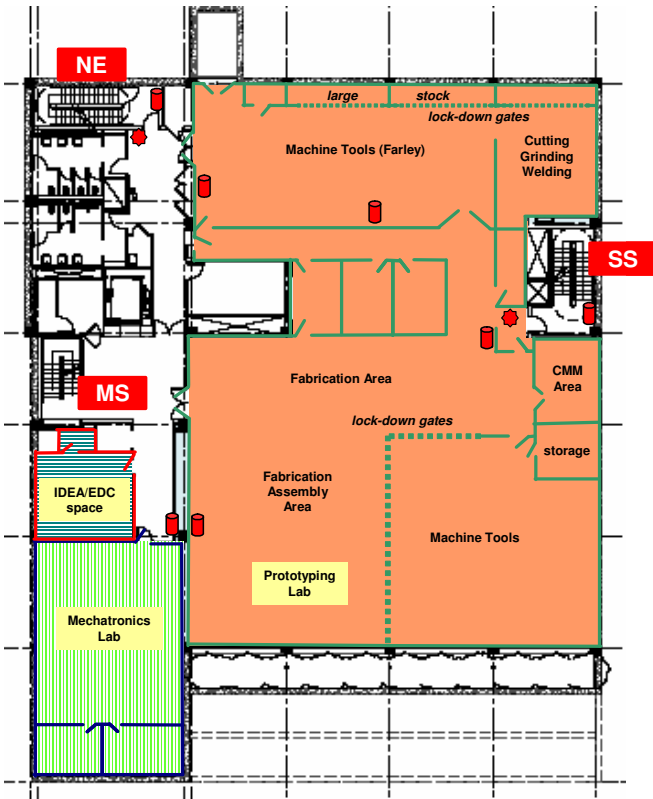 NE
large stock
lock-down gates
Machine Tools (Farley)
Cutting
Grinding
Welding
SS
MS
Fabrication Area
CMM
Area
lock-down gates
storage
IDEA/EDC
space
Fabrication
Assembly
Area
Machine Tools
Prototyping
Lab
Mechatronics
Lab